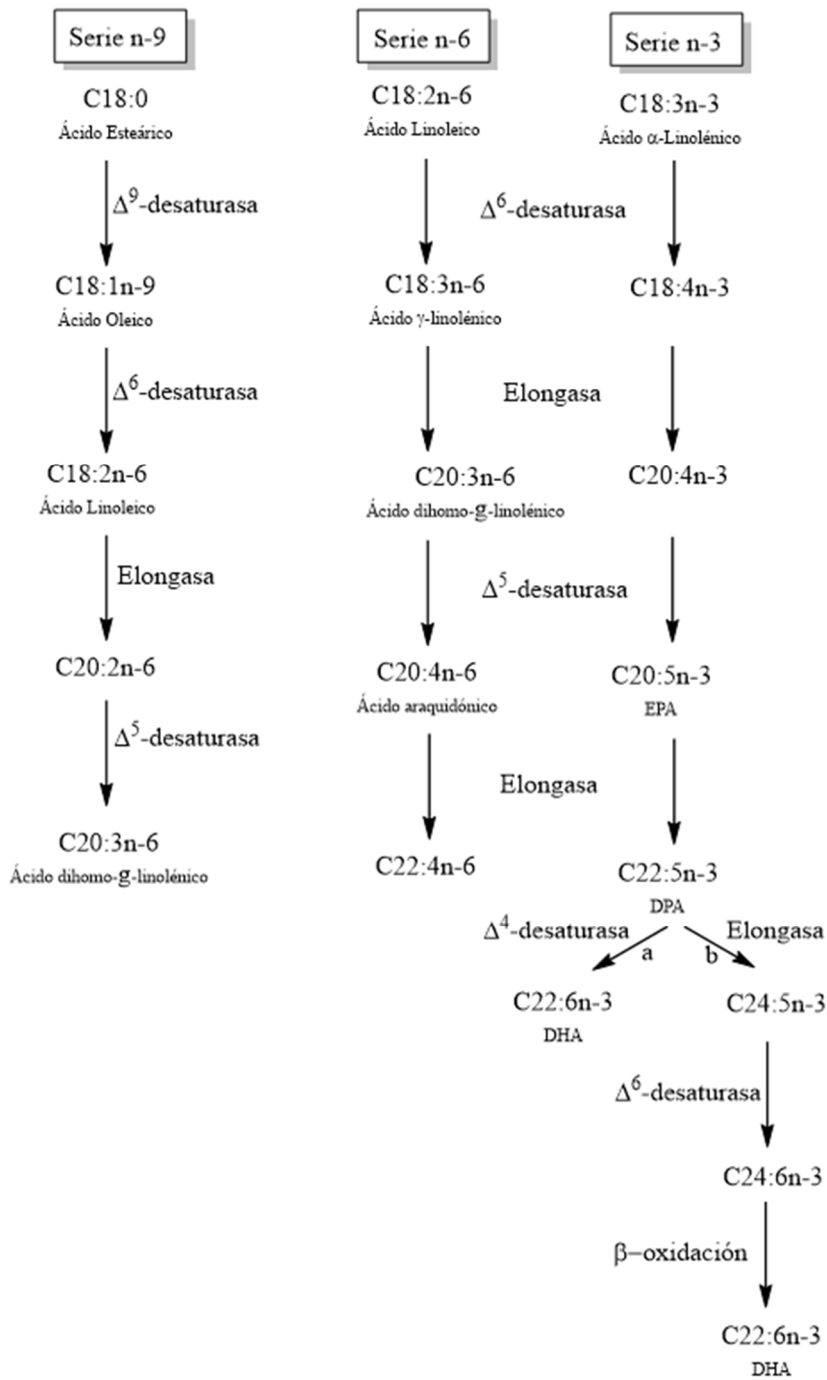 Serie n-9
C18:0
Ácido Esteárico
Δ⁹-desaturasa
C18:1n-9
Ácido Oleico
Δ⁶-desaturasa
C18:2n-6
Ácido Linoleico
Elongasa
C20:2n-6
Δ⁵-desaturasa
C20:3n-6
Ácido dihomo-g-linolénico
Serie n-6
Serie n-3
C18:2n-6
Ácido Linoleico
C18:3n-3
Ácido α-Linolénico
Δ⁶-desaturasa
C18:3n-6
Ácido γ-linolénico
C18:4n-3
Elongasa
C20:3n-6
Ácido dihomo-g-linolénico
C20:4n-3
Δ⁵-desaturasa
C20:4n-6
Ácido araquidónico
C20:5n-3
EPA
Elongasa
C22:4n-6
C22:5n-3
DPA
Δ⁴-desaturasa
a
b
Elongasa
C22:6n-3
DHA
C24:5n-3
Δ⁶-desaturasa
C24:6n-3
β-oxidación
C22:6n-3
DHA